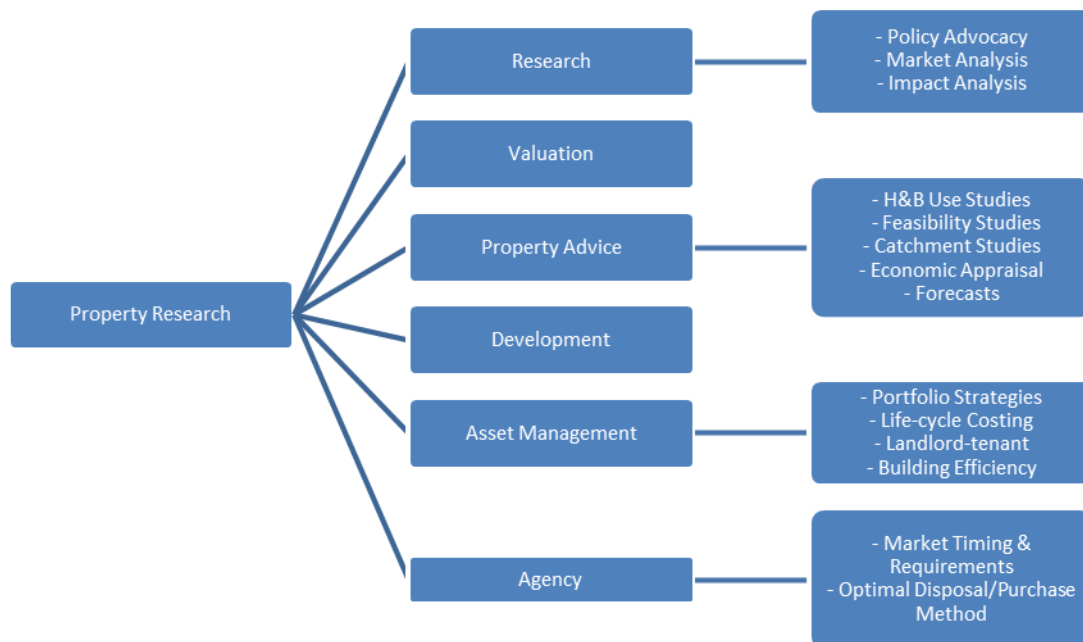 Property Research
Research
- Policy Advocacy
- Market Analysis
- Impact Analysis
Valuation
Property Advice
- H&B Use Studies
- Feasibility Studies
- Catchment Studies
- Economic Appraisal
- Forecasts
Development
Asset Management
- Portfolio Strategies
- Life-cycle Costing
- Landlord-tenant
- Building Efficiency
Agency
- Market Timing &
Requirements
- Optimal Disposal/Purchase
Method